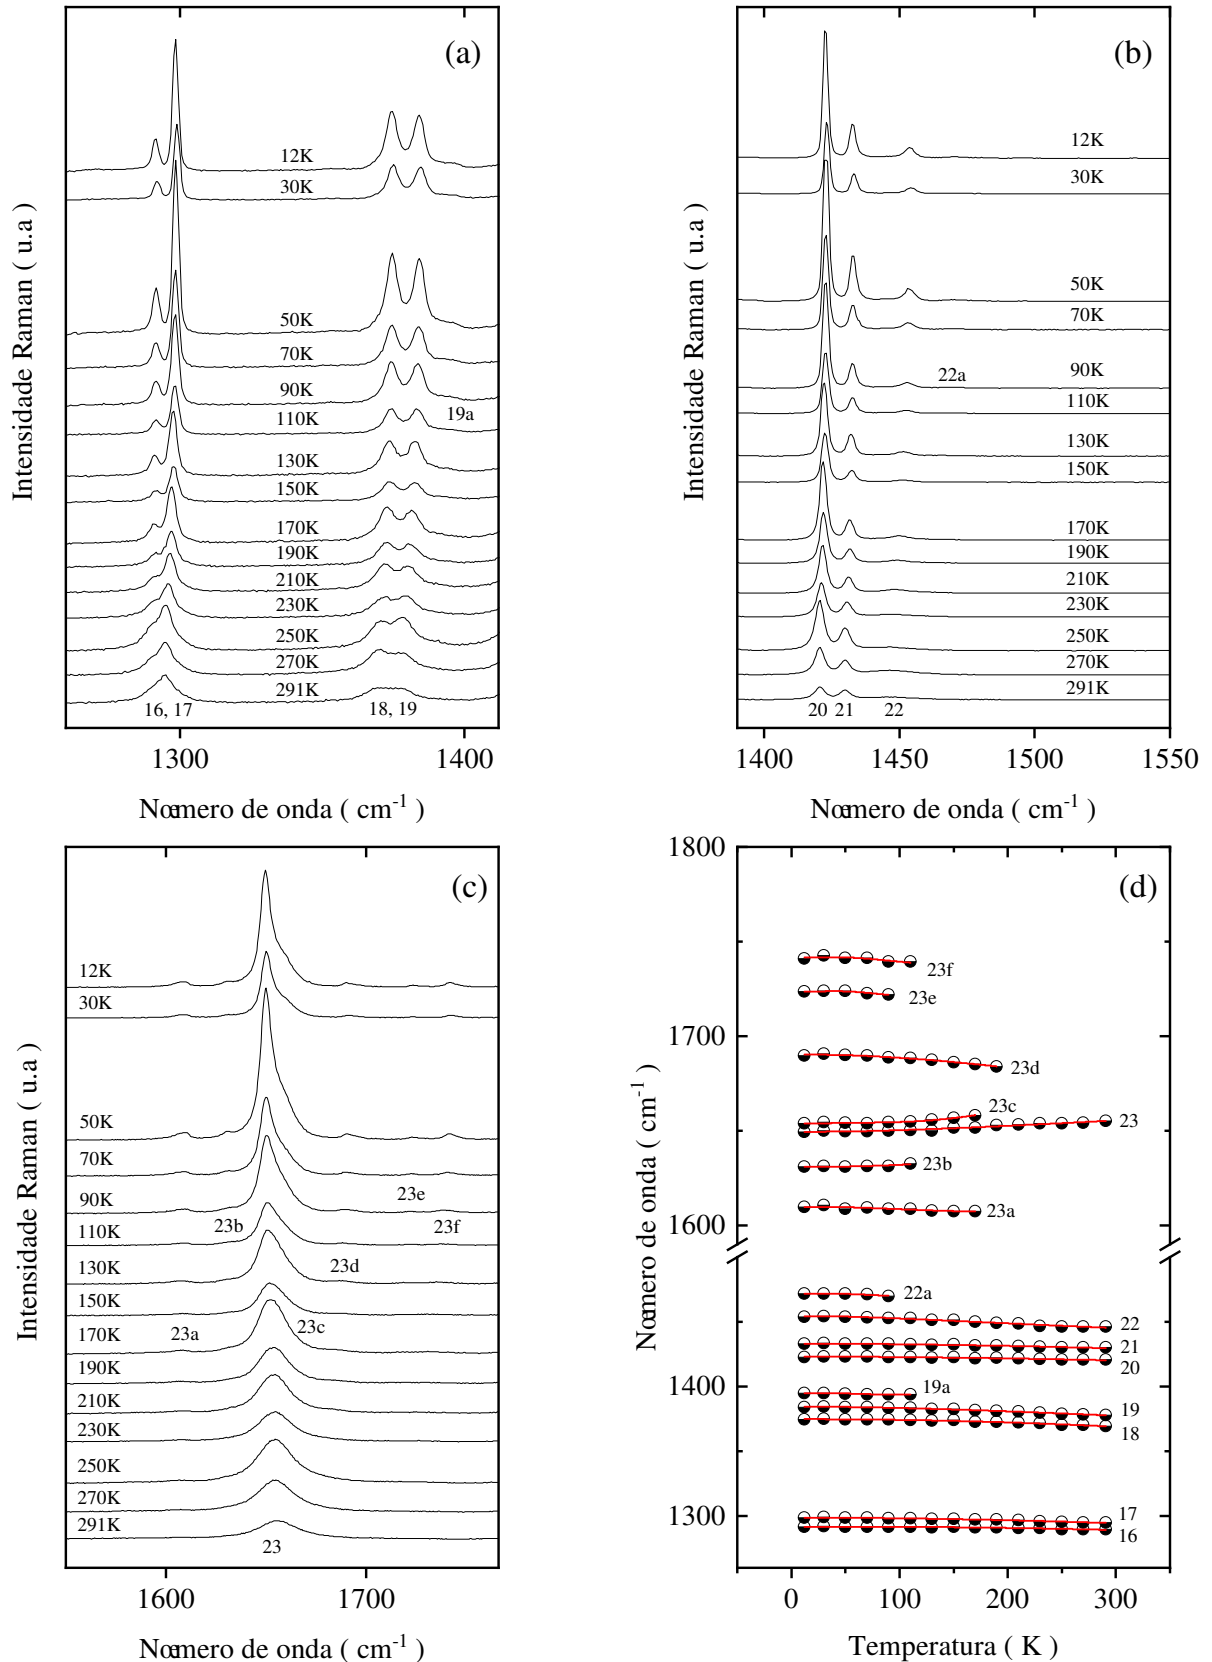 (a)
Intensidade Raman ( u.a )
12K
30K
50K
70K
90K
19a
110K
130K
150K
170K
190K
210K
230K
250K
270K
291K
16, 17
18, 19
1300
1400
Nœmero de onda ( cm-1 )
(b)
Intensidade Raman ( u.a )
12K
30K
50K
70K
90K
22a
110K
130K
150K
170K
190K
210K
230K
250K
270K
291K
20
21
22
1400
1450
1500
1550
Nœmero de onda ( cm-1 )
(c)
Intensidade Raman ( u.a )
12K
30K
50K
70K
90K
23e
110K
23b
23f
130K
23d
150K
170K
23a
23c
190K
210K
230K
250K
270K
291K
23
1600
1700
Nœmero de onda ( cm-1 )
(d)
Nœmero de onda ( cm-1 )
1800
1700
1600
1400
1300
23f
23e
23d
23c
23
23b
23a
22a
22
21
20
19a
19
18
17
16
0
100
200
300
Temperatura ( K )